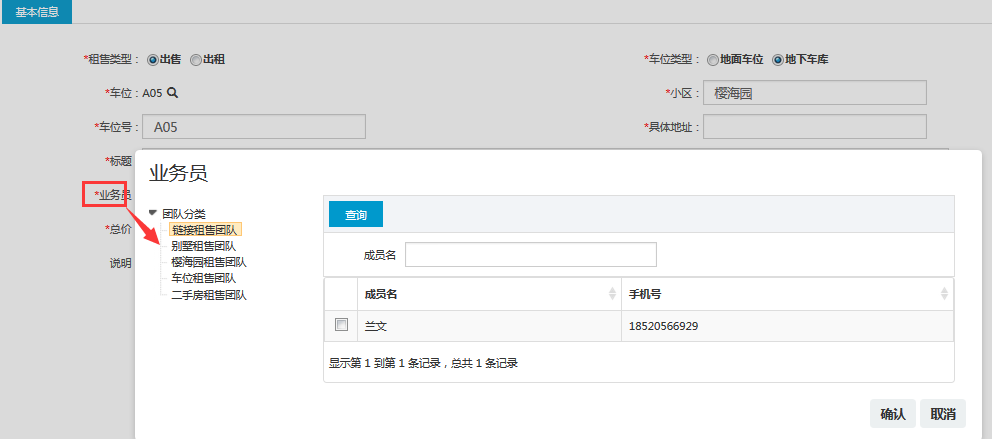 基本信息
*租售类型： 出售 出租 *车位类型： 地面车位 地下车库
*车位：A05 *小区： 樱海园
*车位号： A05 *具体地址：
*标题
*业务员
*总价
说明
业务员
团队分类
链接租售团队
别墅租售团队
樱海园租售团队
车位租售团队
二手房租售团队
查询
成员名
成员名 手机号
兰文 18520566929
显示第 1 到第 1 条记录，总共 1 条记录
确认 取消